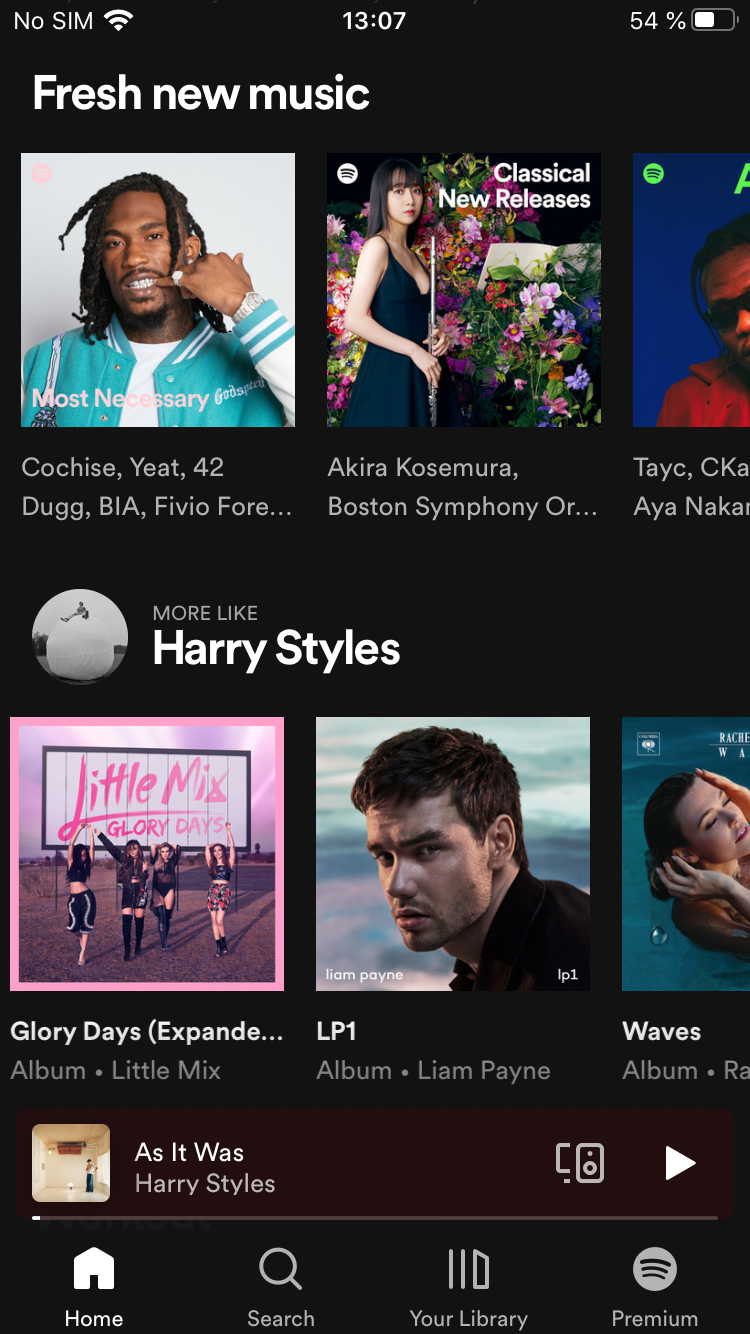 No SIM 13:07 54 %
Fresh new music
Most Necessary
Godspeed
Classical
New Releases
A
Cochise, Yeat, 42
Dugg, BIA, Fivio Fore...
Akira Kosemura,
Boston Symphony Or...
Tayc, CKa
Aya Nakar
MORE LIKE
Harry Styles
Little Mix
GLORY DAYS
liam payne
lp1
COLUMBIA
RACHE
W A
Glory Days (Expande...
Album • Little Mix
LP1
Album • Liam Payne
Waves
Album • Ra
As It Was
Harry Styles
Workout
Home
Search
Your Library
Premium